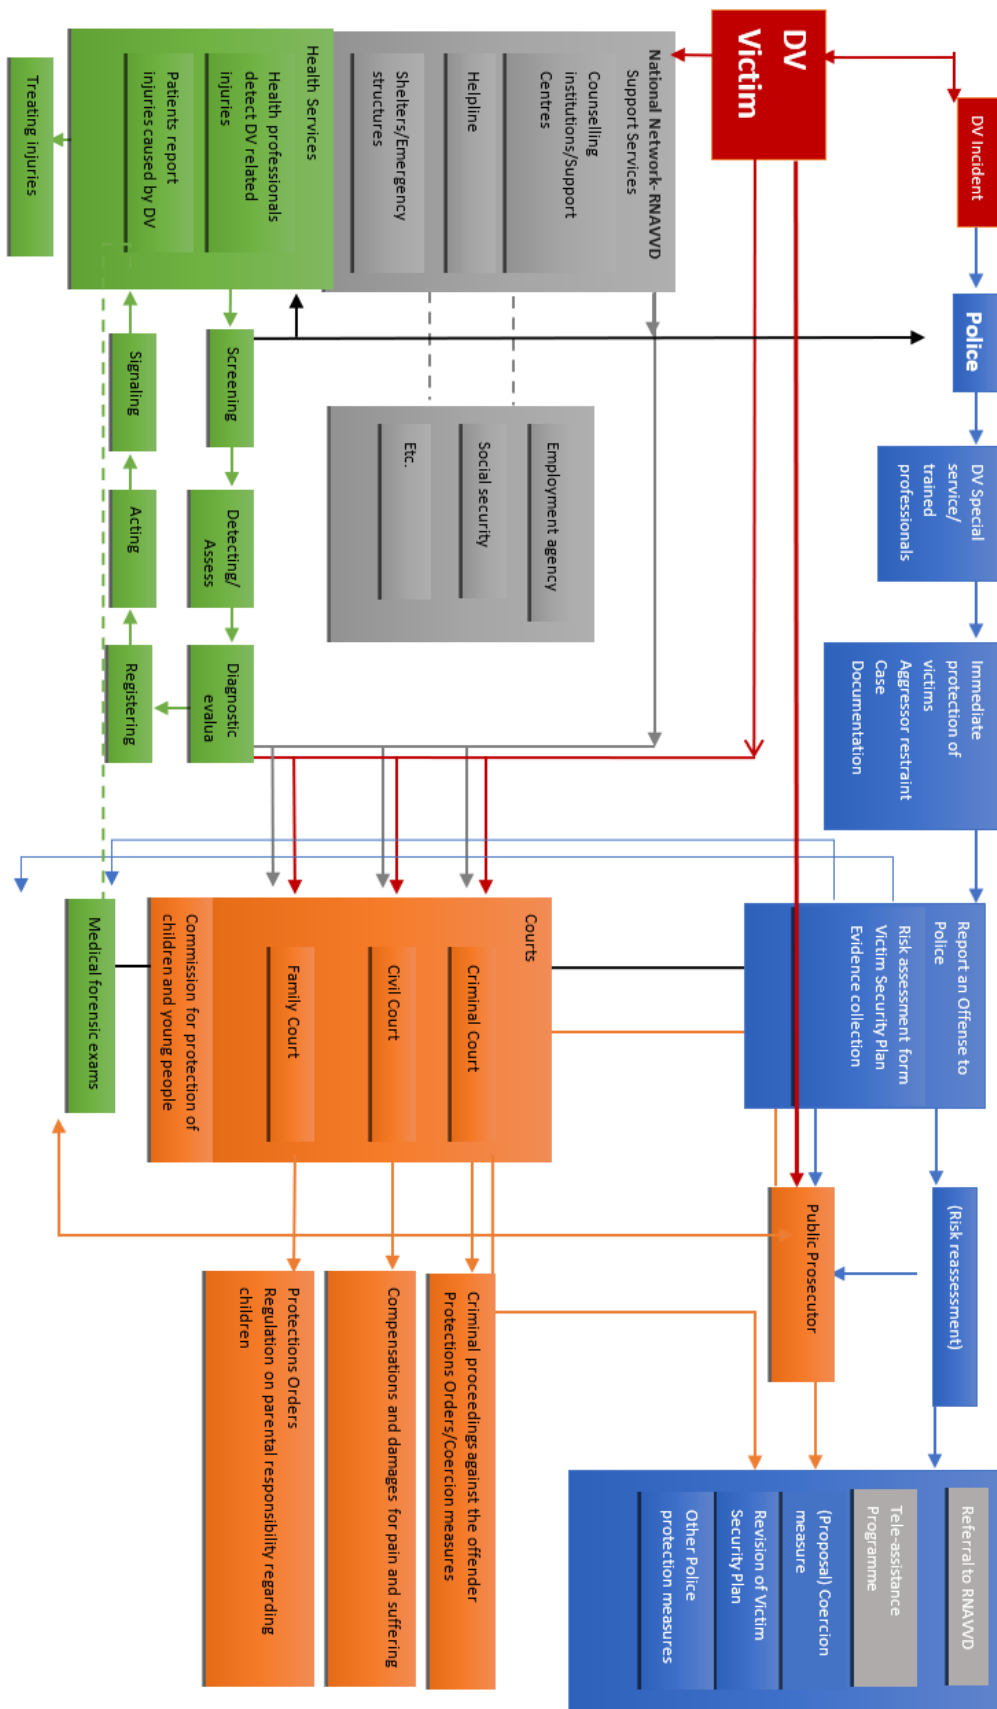 DV Incident
Police
DV Special
service/
trained
professionals
Immediate
protection of
victims
Aggressor restraint
Case
Documentation
Report an Offense to
Police
Risk assessment form
Victim Security Plan
Evidence collection
(Risk reassessment)
Referral to RNAVVD
Tele-assistance
Programme
(Proposal) Coercion
measure
Revision of Victim
Security Plan
Other Police
protection measures
DV
Victim
Public Prosecutor
National Network- RNAVVD
Support Services
Counselling
institutions/Support
Centres
Helpline
Shelters/Emergency
structures
Employment agency
Social security
Etc.
Courts
Criminal Court
Civil Court
Family Court
Commission for protection of
children and young people
Criminal proceedings against the offender
Protections Orders/Coercion measures
Compensations and damages for pain and suffering
Protections Orders
Regulation on parental responsibility regarding
children
Health Services
Health professionals
detect DV related
injuries
Patients report
injuries caused by DV
Screening
Detecting/
Assess
Diagnostic
evalua
Signaling
Acting
Registering
Medical forensic exams
Treating injuries